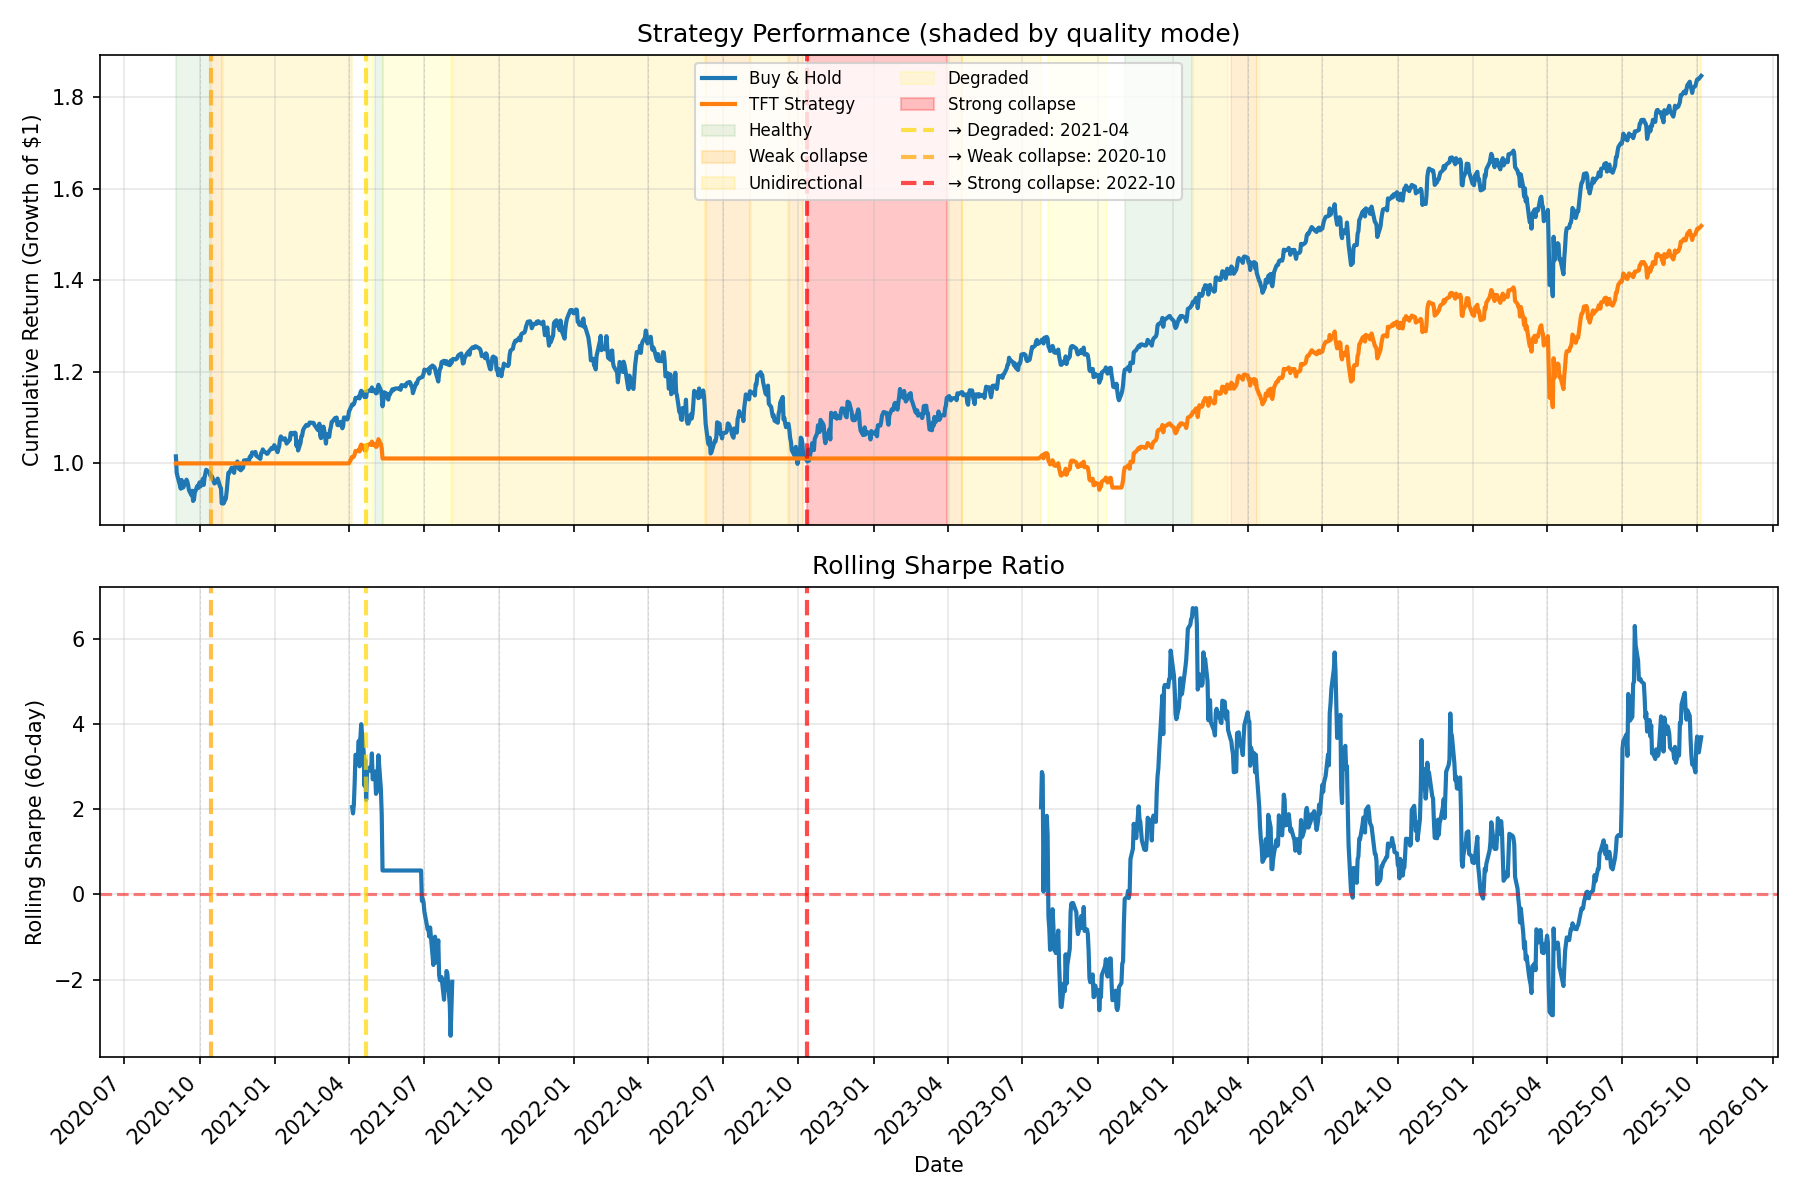 Strategy Performance (shaded by quality mode)
Cumulative Return (Growth of $1)
1.8
1.6
1.4
1.2
1.0
Buy & Hold
TFT Strategy
Healthy
Weak collapse
Unidirectional
Degraded
Strong collapse
→ Degraded: 2021-04
→ Weak collapse: 2020-10
→ Strong collapse: 2022-10
Rolling Sharpe Ratio
Rolling Sharpe (60-day)
6
4
2
0
−2
2020-07
2020-10
2021-01
2021-04
2021-07
2021-10
2022-01
2022-04
2022-07
2022-10
2023-01
2023-04
2023-07
2023-10
2024-01
2024-04
2024-07
2024-10
2025-01
2025-04
2025-07
2025-10
2026-01
Date